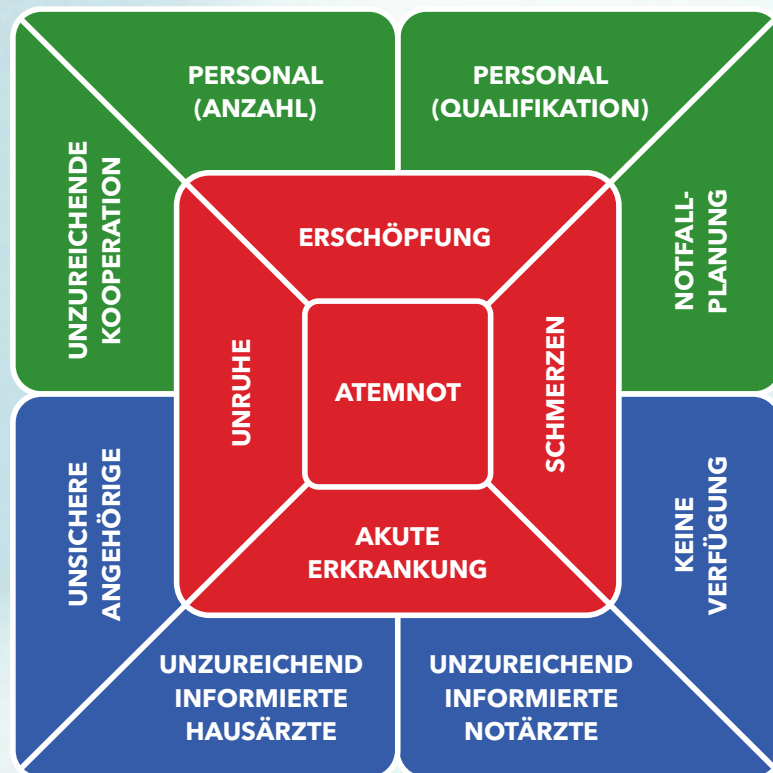 PERSONAL
(ANZAHL)
PERSONAL
(QUALIFIKATION)
UNZUREICHENDE
KOOPERATION
NOTFALL-
PLANUNG
ERSCHÖPFUNG
UNRUHE
ATEMNOT
SCHMERZEN
AKUTE
ERKRANKUNG
UNSICHERE
ANGEHÖRIGE
KEINE
VERFÜGUNG
UNZUREICHEND
INFORMIERTE
HAUSÄRZTE
UNZUREICHEND
INFORMIERTE
NOTÄRZTE